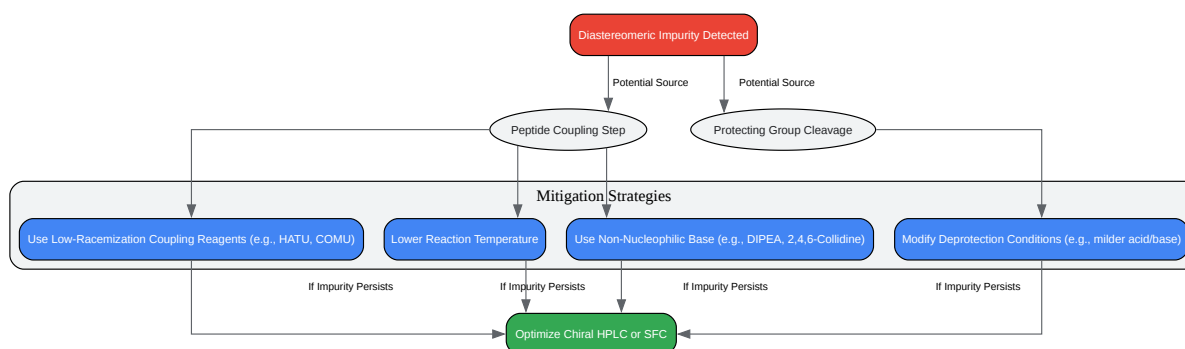 Diastereomeric Impurity Detected
Potential Source
Potential Source
Peptide Coupling Step
Protecting Group Cleavage
Mitigation Strategies
Use Low-Racemization Coupling Reagents (e.g., HATU, COMU)
Lower Reaction Temperature
Use Non-Nucleophilic Base (e.g., DIPEA, 2,4,6-Collidine)
Modify Deprotection Conditions (e.g., milder acid/base)
If Impurity Persists
If Impurity Persists
If Impurity Persists
If Impurity Persists
Optimize Chiral HPLC or SFC